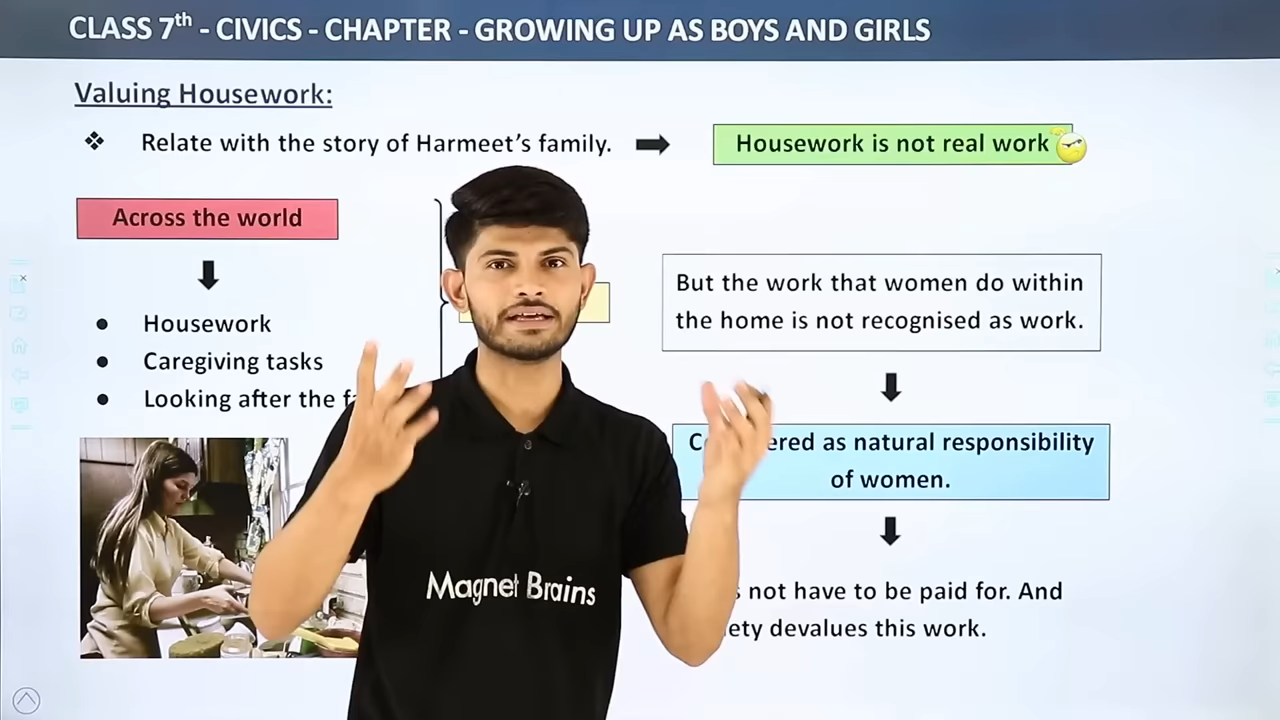 CLASS 7th - CIVICS - CHAPTER - GROWING UP AS BOYS AND GIRLS
Valuing Housework:
❖ Relate with the story of Harmeet's family. ➡ Housework is not real work
Across the world
● Housework
● Caregiving tasks
● Looking after the
But the work that women do within
the home is not recognised as work.
as natural responsibility
of women.
not have to be paid for. And
devalues this work.
Magnet Brains